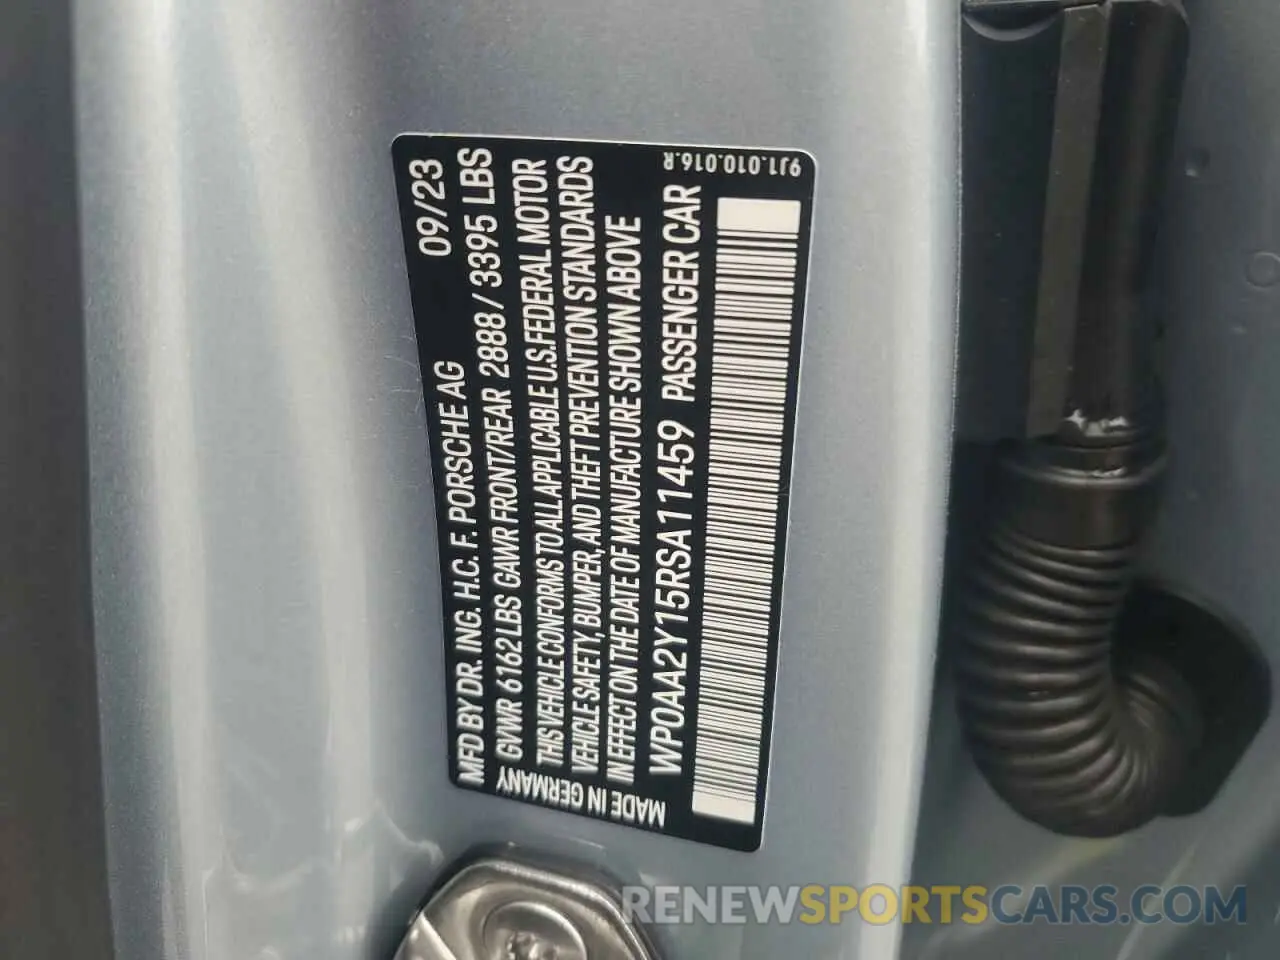 MFD BY DR. ING. H.C. F. PORSCHE AG 09/23
GVWR 6162 LBS GAWR FRONT/REAR 2888 / 3395 LBS
THIS VEHICLE CONFORMS TO ALL APPLICABLE U.S. FEDERAL MOTOR
VEHICLE SAFETY, BUMPER, AND THEFT PREVENTION STANDARDS
IN EFFECT ON THE DATE OF MANUFACTURE SHOWN ABOVE
WP0AA2Y15RSA11459 PASSENGER CAR
MADE IN GERMANY
9J1.010.016.R
RENEWSPORTSCARS.COM